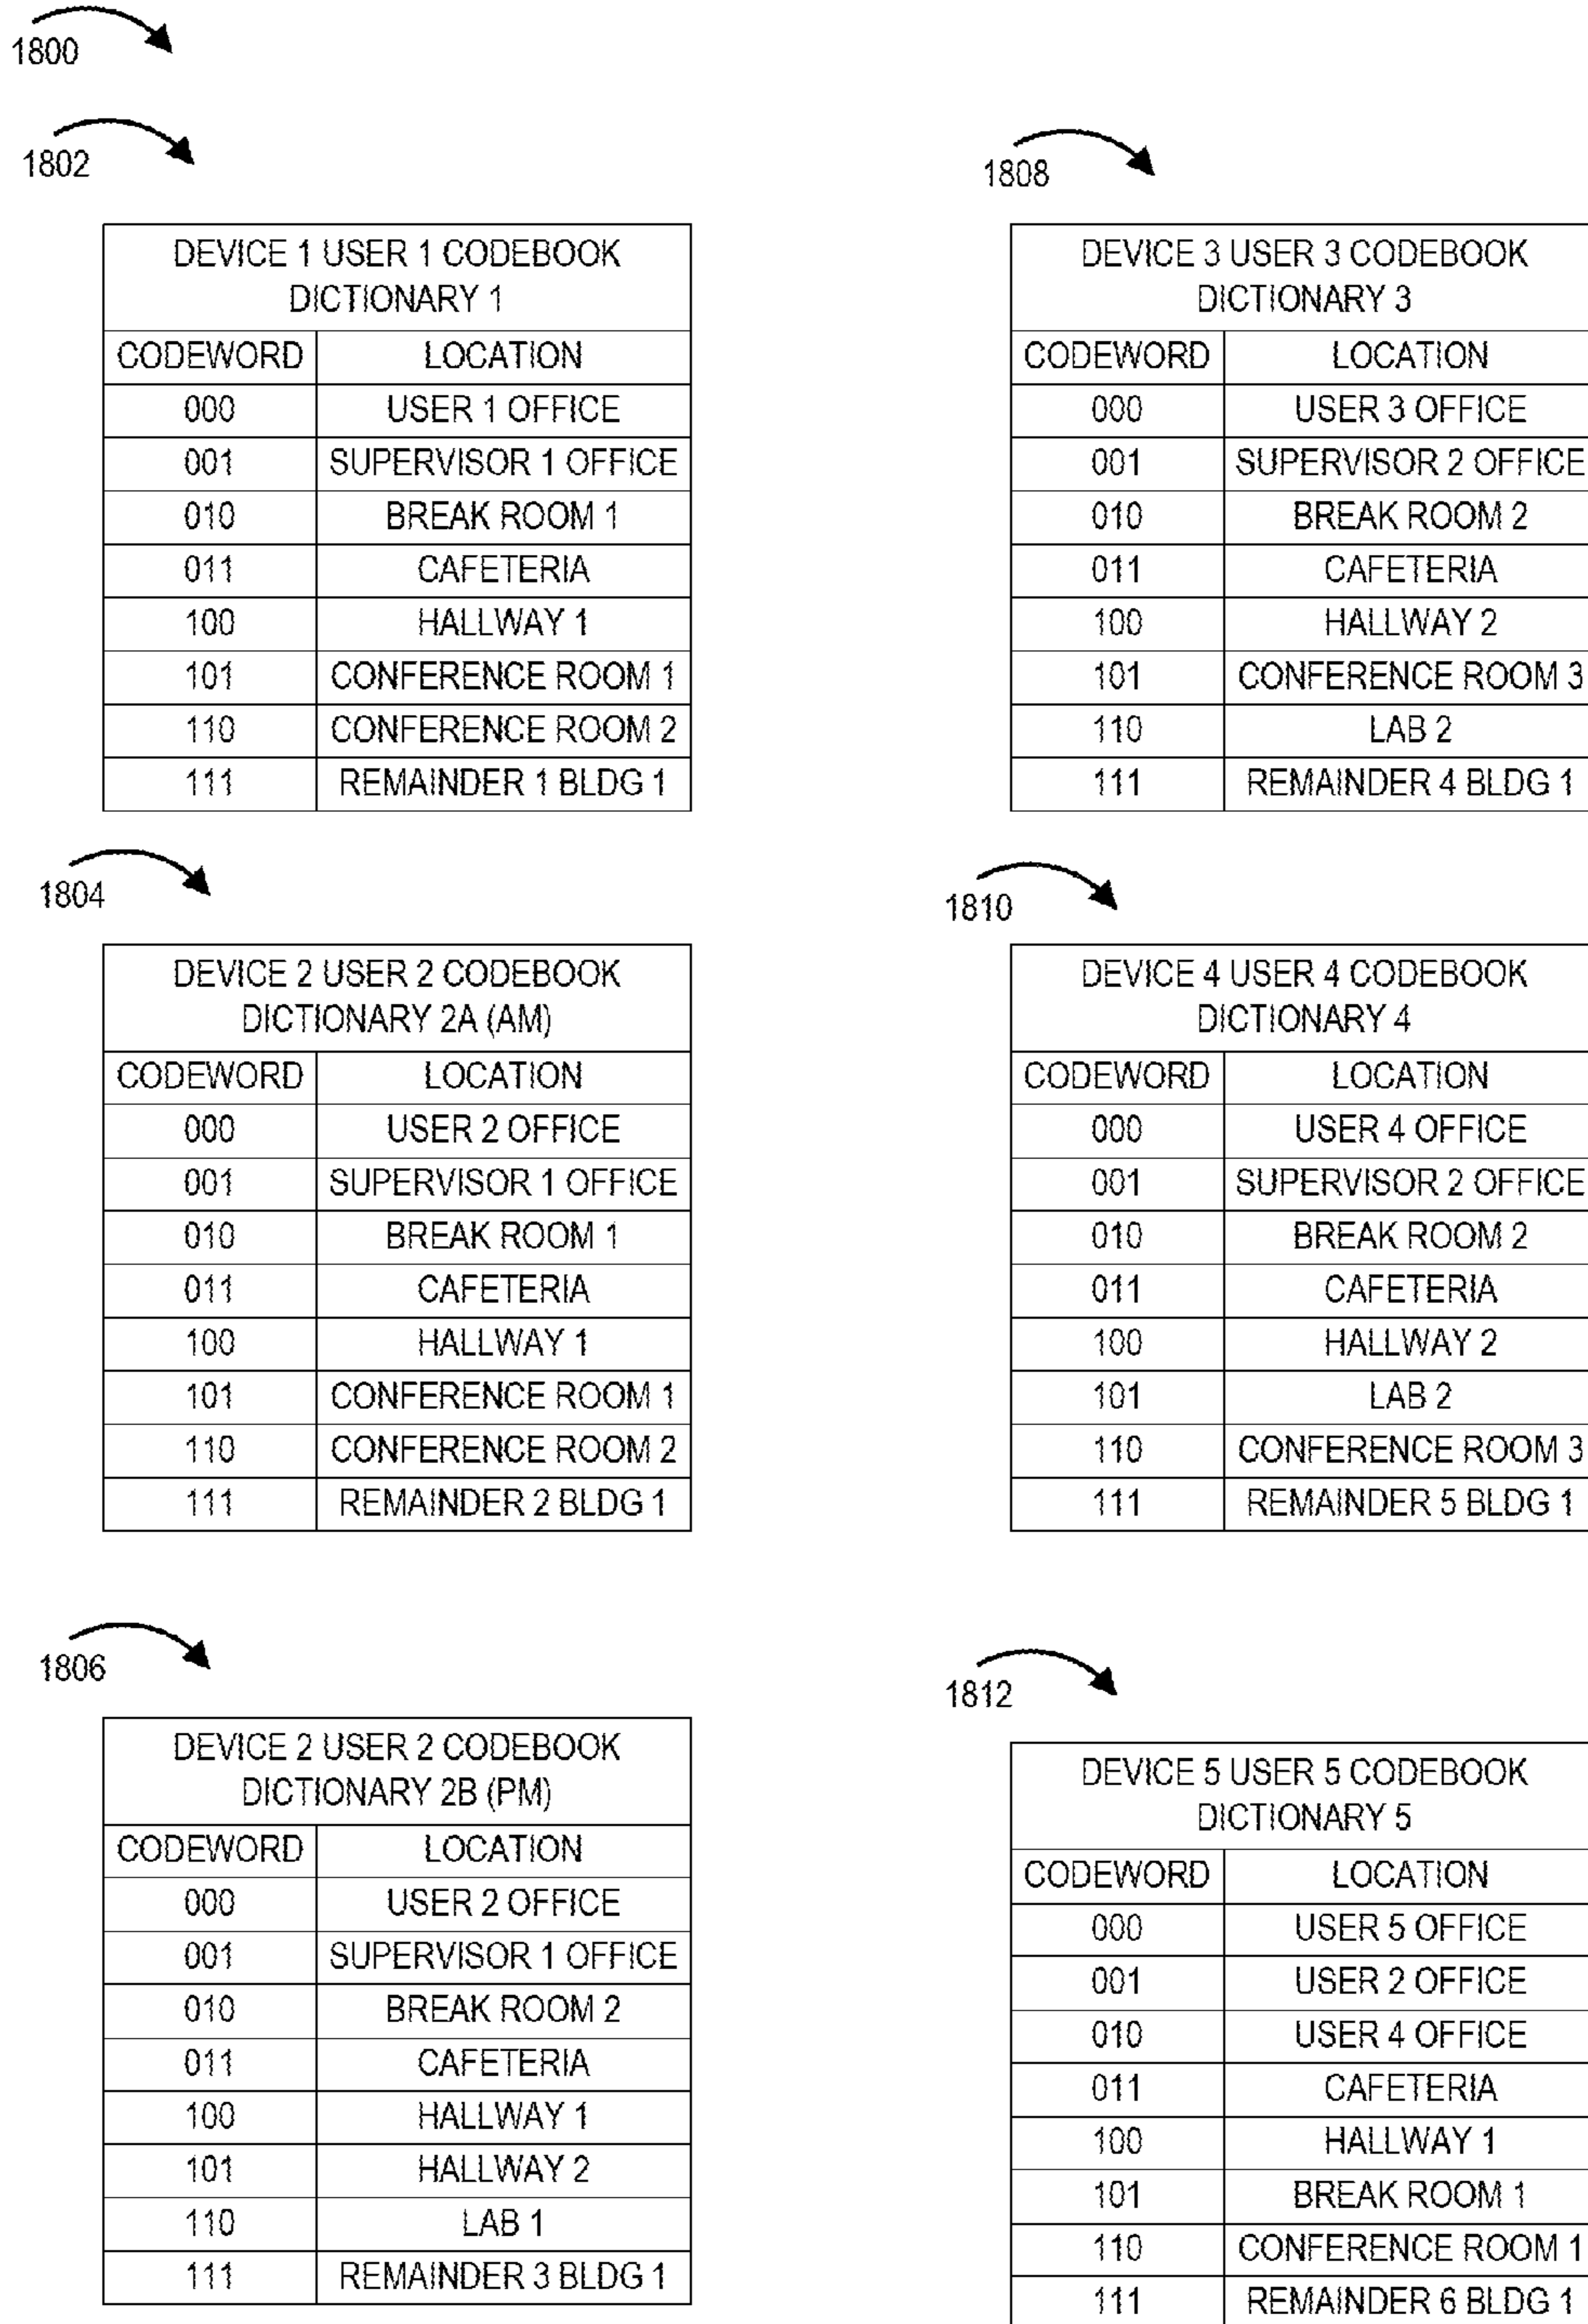 1800
1802
DEVICE 1 USER 1 CODEBOOK
DICTIONARY 1
CODEWORD LOCATION
000 USER 1 OFFICE
001 SUPERVISOR 1 OFFICE
010 BREAK ROOM 1
011 CAFETERIA
100 HALLWAY 1
101 CONFERENCE ROOM 1
110 CONFERENCE ROOM 2
111 REMAINDER 1 BLDG 1
1804
DEVICE 2 USER 2 CODEBOOK
DICTIONARY 2A (AM)
CODEWORD LOCATION
000 USER 2 OFFICE
001 SUPERVISOR 1 OFFICE
010 BREAK ROOM 1
011 CAFETERIA
100 HALLWAY 1
101 CONFERENCE ROOM 1
110 CONFERENCE ROOM 2
111 REMAINDER 2 BLDG 1
1806
DEVICE 2 USER 2 CODEBOOK
DICTIONARY 2B (PM)
CODEWORD LOCATION
000 USER 2 OFFICE
001 SUPERVISOR 1 OFFICE
010 BREAK ROOM 2
011 CAFETERIA
100 HALLWAY 1
101 HALLWAY 2
110 LAB 1
111 REMAINDER 3 BLDG 1
1808
DEVICE 3 USER 3 CODEBOOK
DICTIONARY 3
CODEWORD LOCATION
000 USER 3 OFFICE
001 SUPERVISOR 2 OFFICE
010 BREAK ROOM 2
011 CAFETERIA
100 HALLWAY 2
101 CONFERENCE ROOM 3
110 LAB 2
111 REMAINDER 4 BLDG 1
1810
DEVICE 4 USER 4 CODEBOOK
DICTIONARY 4
CODEWORD LOCATION
000 USER 4 OFFICE
001 SUPERVISOR 2 OFFICE
010 BREAK ROOM 2
011 CAFETERIA
100 HALLWAY 2
101 LAB 2
110 CONFERENCE ROOM 3
111 REMAINDER 5 BLDG 1
1812
DEVICE 5 USER 5 CODEBOOK
DICTIONARY 5
CODEWORD LOCATION
000 USER 5 OFFICE
001 USER 2 OFFICE
010 USER 4 OFFICE
011 CAFETERIA
100 HALLWAY 1
101 BREAK ROOM 1
110 CONFERENCE ROOM 1
111 REMAINDER 6 BLDG 1